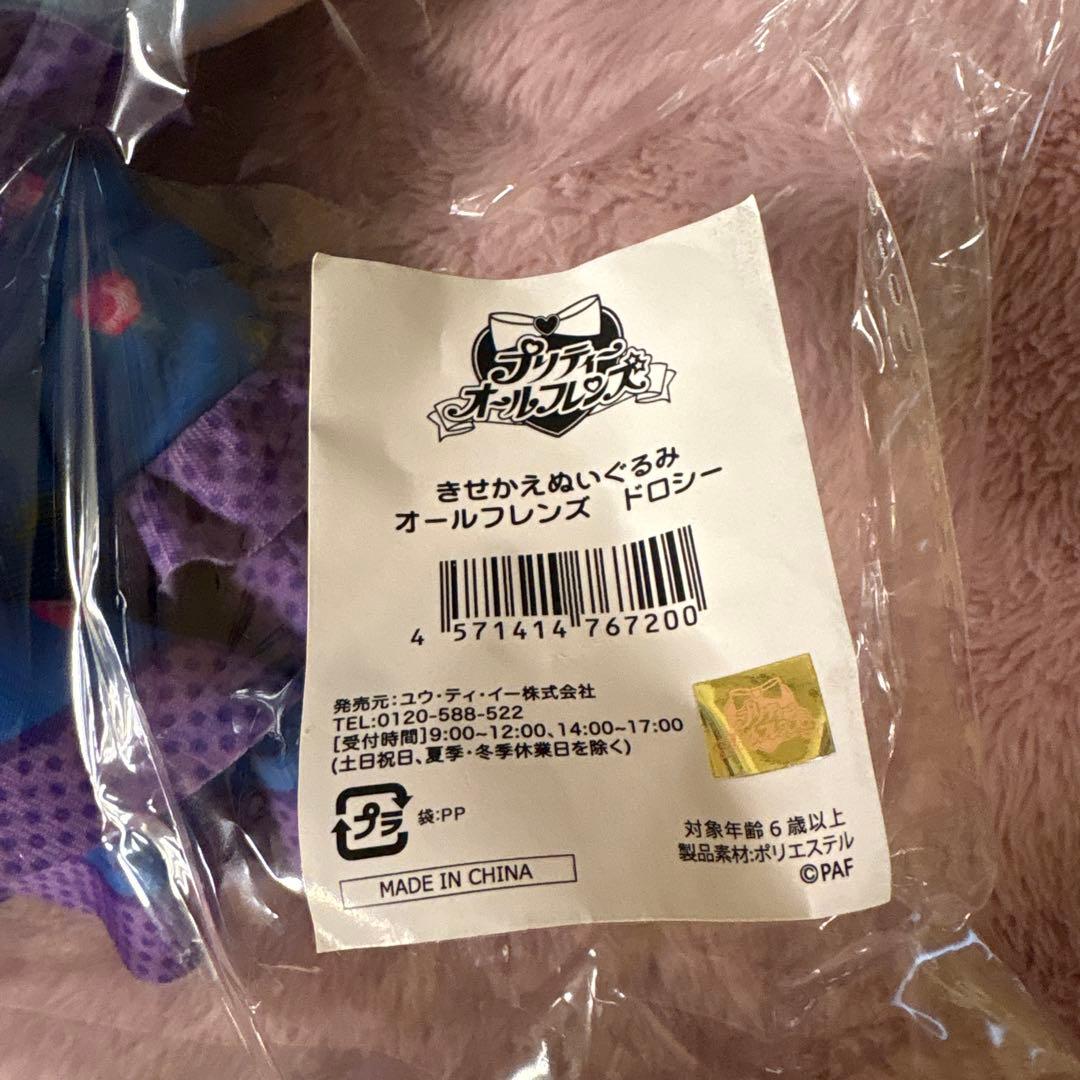 プリティー
オールフレンズ
きせかえぬいぐるみ
オールフレンズ　ドロシー
4 571414 767200
発売元:ユウ・ティ・イー株式会社
TEL:0120-588-522
[受付時間]9:00~12:00、14:00~17:00
(土日祝日、夏季・冬季休業日を除く)
プラ 袋:PP
MADE IN CHINA
対象年齢6歳以上
製品素材:ポリエステル
©PAF